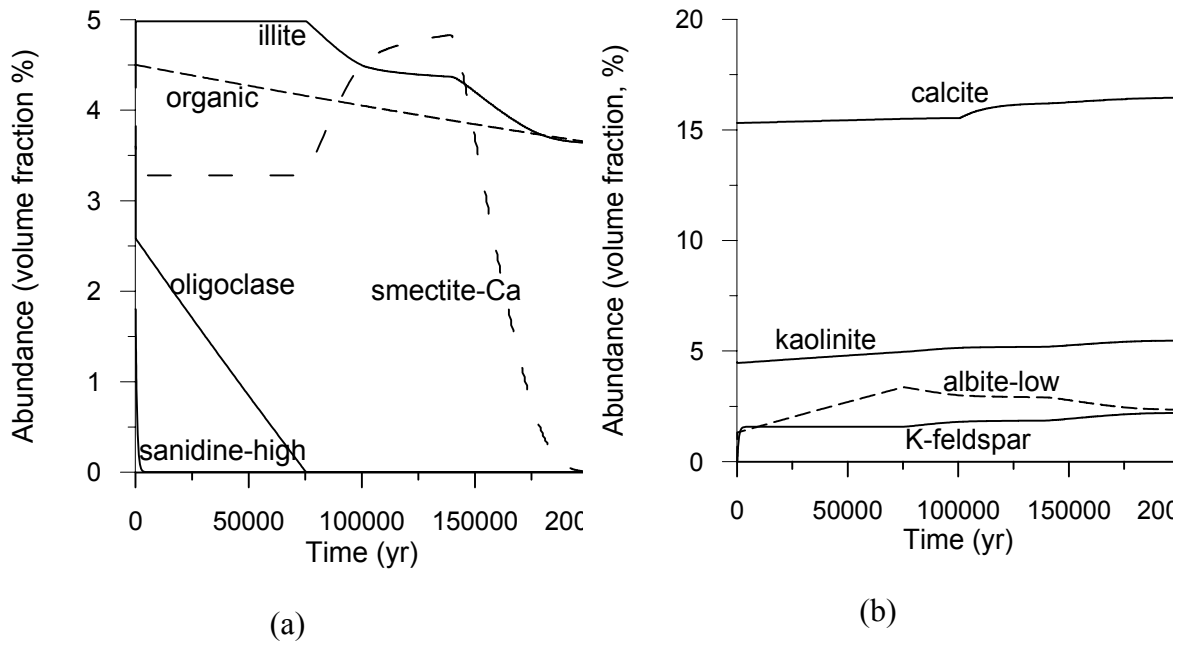 Abundance (volume fraction %)
5
4
3
2
1
0
illite
organic
oligoclase
smectite-Ca
sanidine-high
0 50000 100000 150000 200
Time (yr)
(a)
Abundance (volume fraction, %)
20
15
10
5
0
calcite
kaolinite
albite-low
K-feldspar
0 50000 100000 150000 200
Time (yr)
(b)